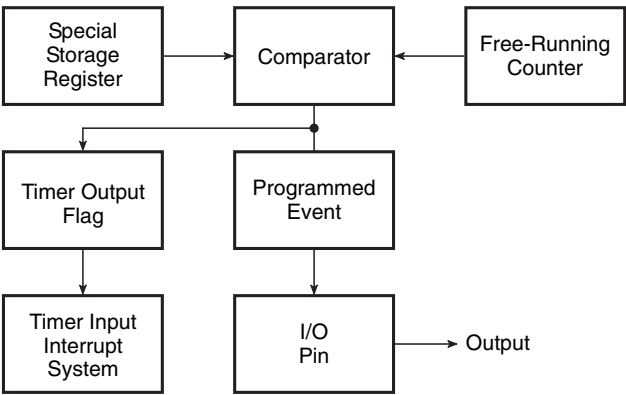 Special
Storage
Register
Comparator
Free-Running
Counter
Timer Output
Flag
Programmed
Event
Timer Input
Interrupt
System
I/O
Pin
Output